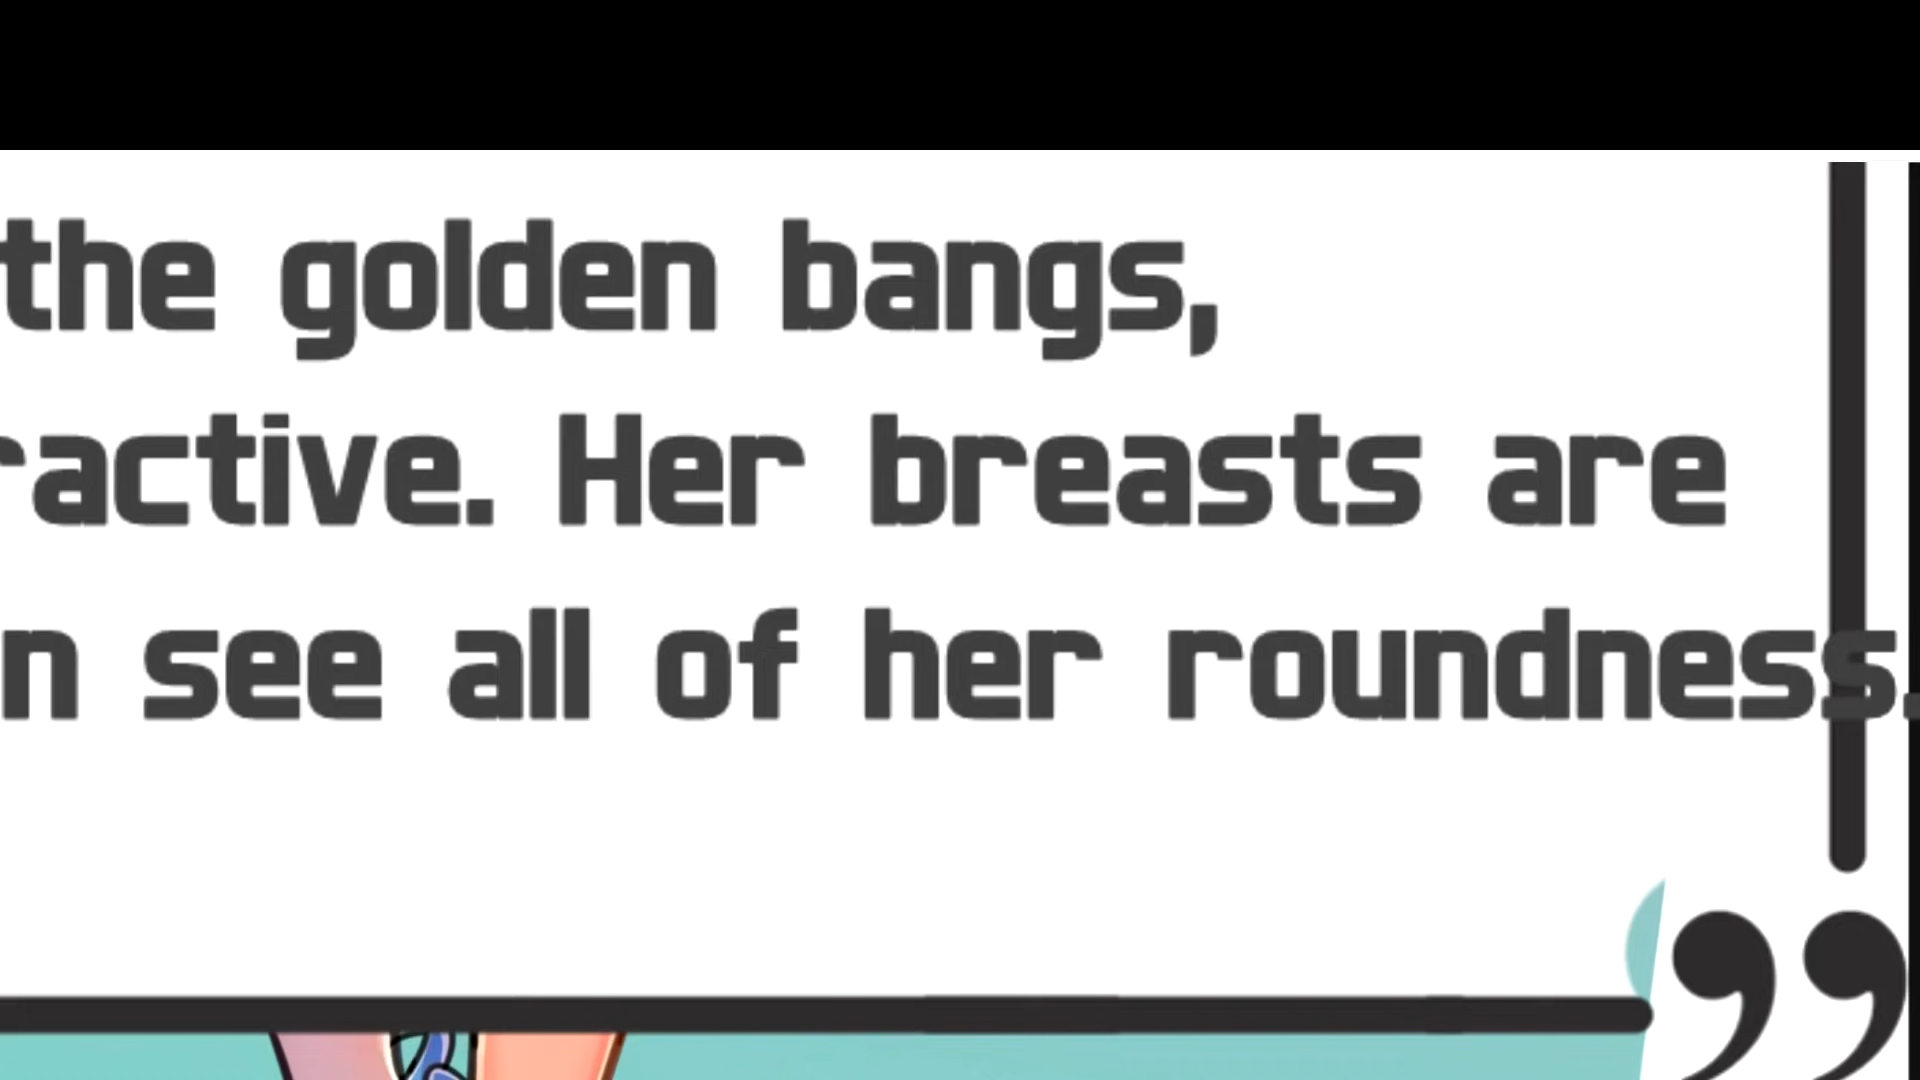 the golden bangs,
ractive. Her breasts are
n see all of her roundness.
”